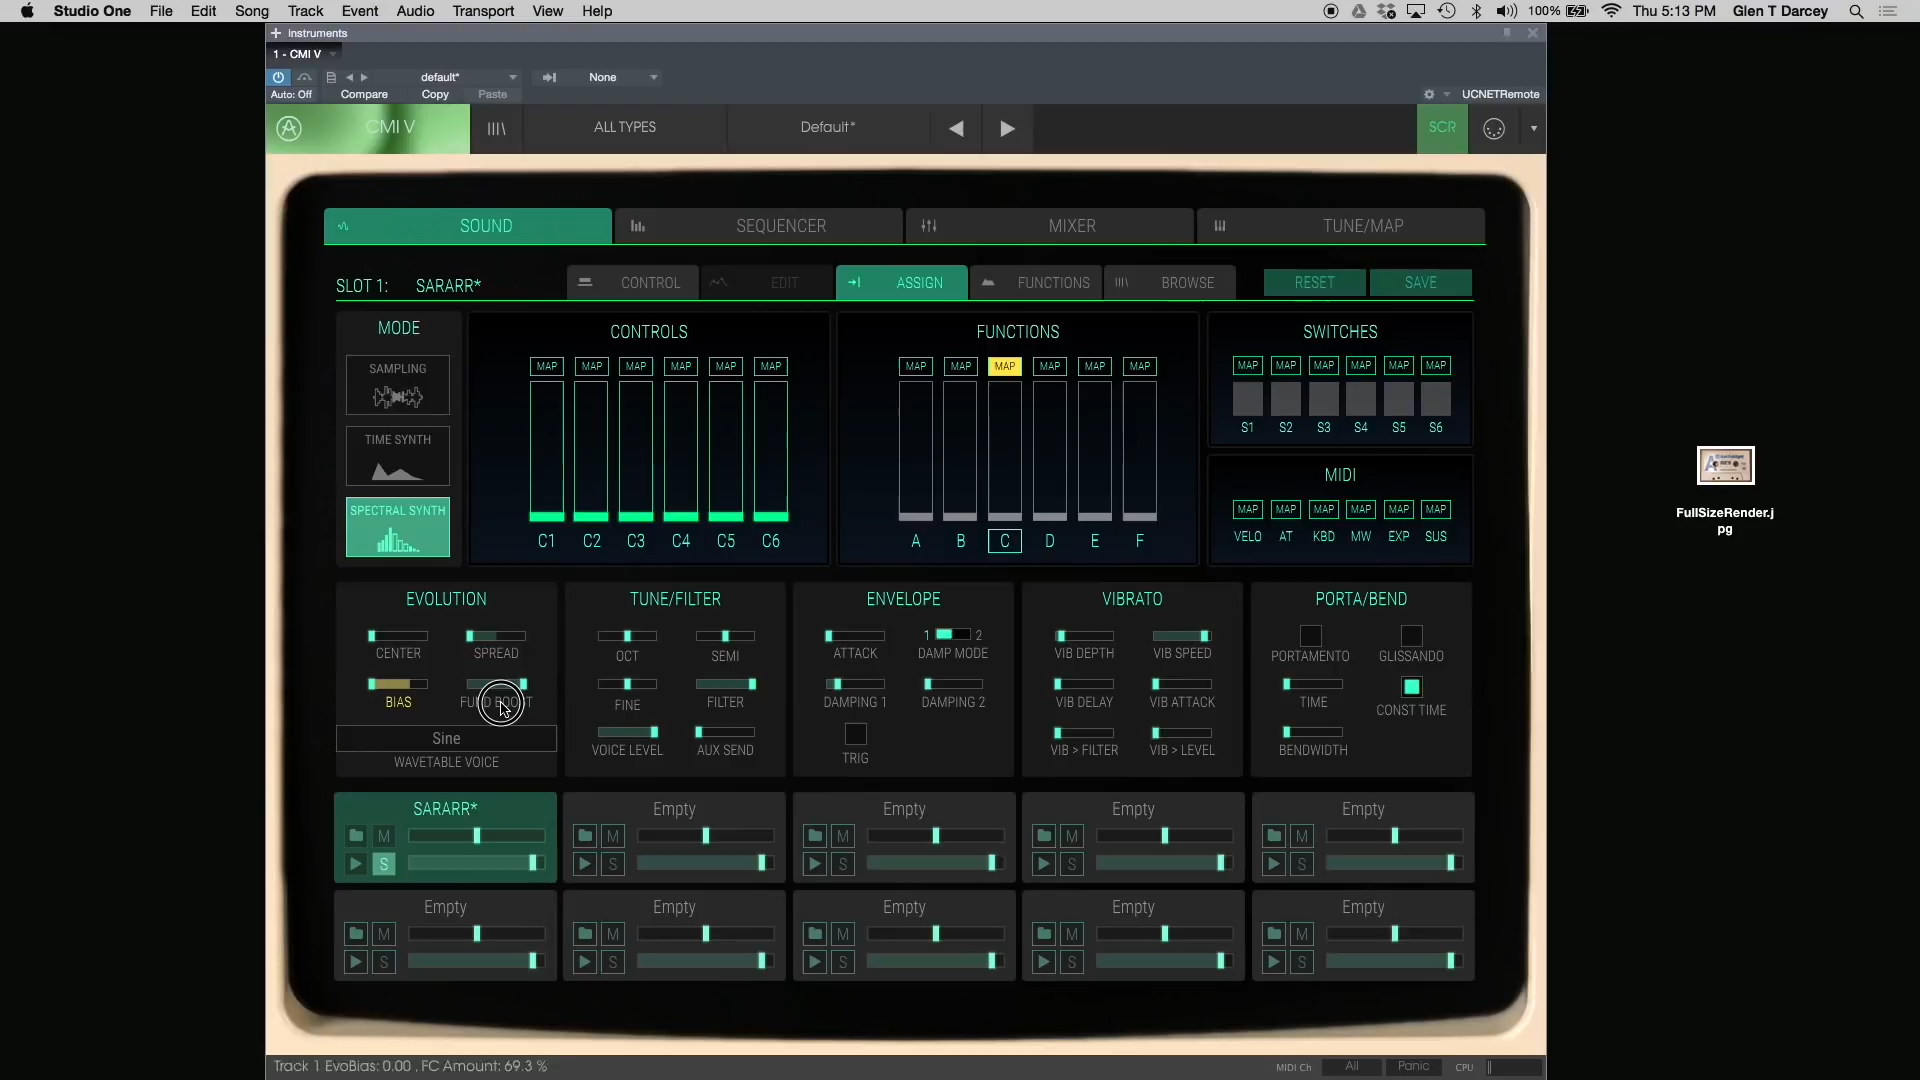 Studio One File Edit Song Track Event Audio Transport View Help 100% Thu 5:13 PM Glen T Darcey
Instruments
1 - CMI V
default* None
Auto: Off Compare Copy Paste UCNETRemote
CMI V ALL TYPES Default* SCR
SOUND SEQUENCER MIXER TUNE/MAP
SLOT 1: SARARR* CONTROL EDIT ASSIGN FUNCTIONS BROWSE RESET SAVE
MODE
SAMPLING
TIME SYNTH
SPECTRAL SYNTH
CONTROLS
MAP MAP MAP MAP MAP MAP
C1 C2 C3 C4 C5 C6
FUNCTIONS
MAP MAP MAP MAP MAP MAP
A B C D E F
SWITCHES
MAP MAP MAP MAP MAP MAP
S1 S2 S3 S4 S5 S6
MIDI
MAP MAP MAP MAP MAP MAP
VELO AT KBD MW EXP SUS
FullSizeRender.j
pg
EVOLUTION
CENTER SPREAD
BIAS FUND BOOST
Sine
WAVETABLE VOICE
TUNE/FILTER
OCT SEMI
FINE FILTER
VOICE LEVEL AUX SEND
ENVELOPE
1 2
ATTACK DAMP MODE
DAMPING 1 DAMPING 2
TRIG
VIBRATO
VIB DEPTH VIB SPEED
VIB DELAY VIB ATTACK
VIB > FILTER VIB > LEVEL
PORTA/BEND
PORTAMENTO GLISSANDO
TIME CONST TIME
BENDWIDTH
SARARR* Empty Empty Empty Empty
M M M M M
S S S S S
Empty Empty Empty Empty Empty
M M M M M
S S S S S
Track 1 EvoBias: 0.00 , FC Amount: 69.3 % MIDI Ch All Panic CPU